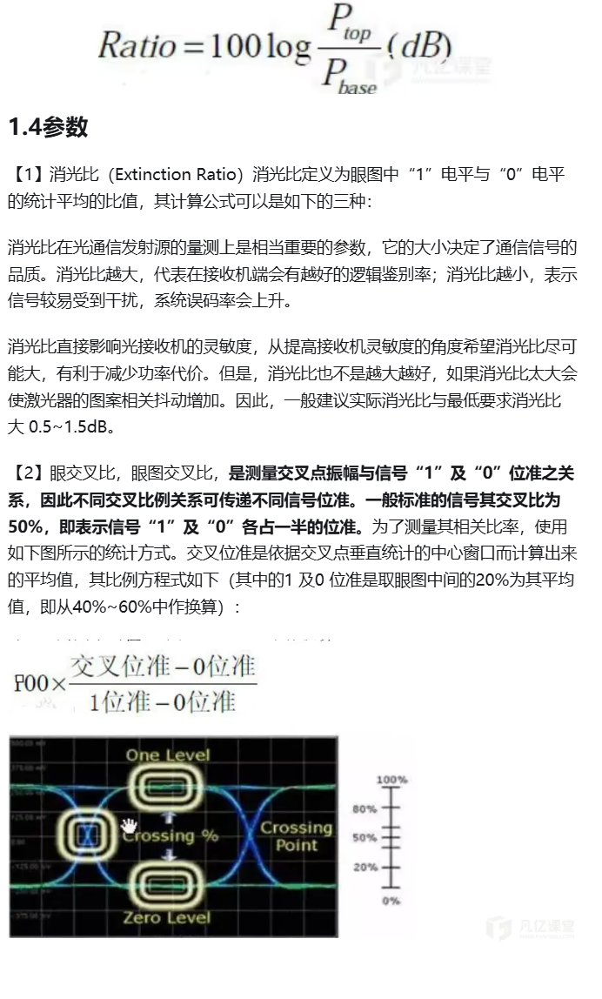 Ratio = 100 log P_top / P_base (dB)
凡亿课堂
1.4参数
【1】消光比（Extinction Ratio）消光比定义为眼图中“1”电平与“0”电平
的统计平均的比值，其计算公式可以是如下的三种：
消光比在光通信发射源的量测上是相当重要的参数，它的大小决定了通信信号的
品质。消光比越大，代表在接收机端会有越好的逻辑鉴别率；消光比越小，表示
信号较易受到干扰，系统误码率会上升。
消光比直接影响光接收机的灵敏度，从提高接收机灵敏度的角度希望消光比尽可
能大，有利于减少功率代价。但是，消光比也不是越大越好，如果消光比太大会
使激光器的图案相关抖动增加。因此，一般建议实际消光比与最低要求消光比
大 0.5~1.5dB。
【2】眼交叉比，眼图交叉比，是测量交叉点振幅与信号“1”及“0”位准之关
系，因此不同交叉比例关系可传递不同信号位准。一般标准的信号其交叉比为
50%，即表示信号“1”及“0”各占一半的位准。为了测量其相关比率，使用
如下图所示的统计方式。交叉位准是依据交叉点垂直统计的中心窗口而计算出来
的平均值，其比例方程式如下（其中的1 及0 位准是取眼图中间的20%为其平均
值，即从40%~60%中作换算）：
00×
交叉位准－0位准
1位准－0位准
One Level
Crossing %
Crossing
Point
Zero Level
100%
80%
50%
20%
0%
凡亿课堂